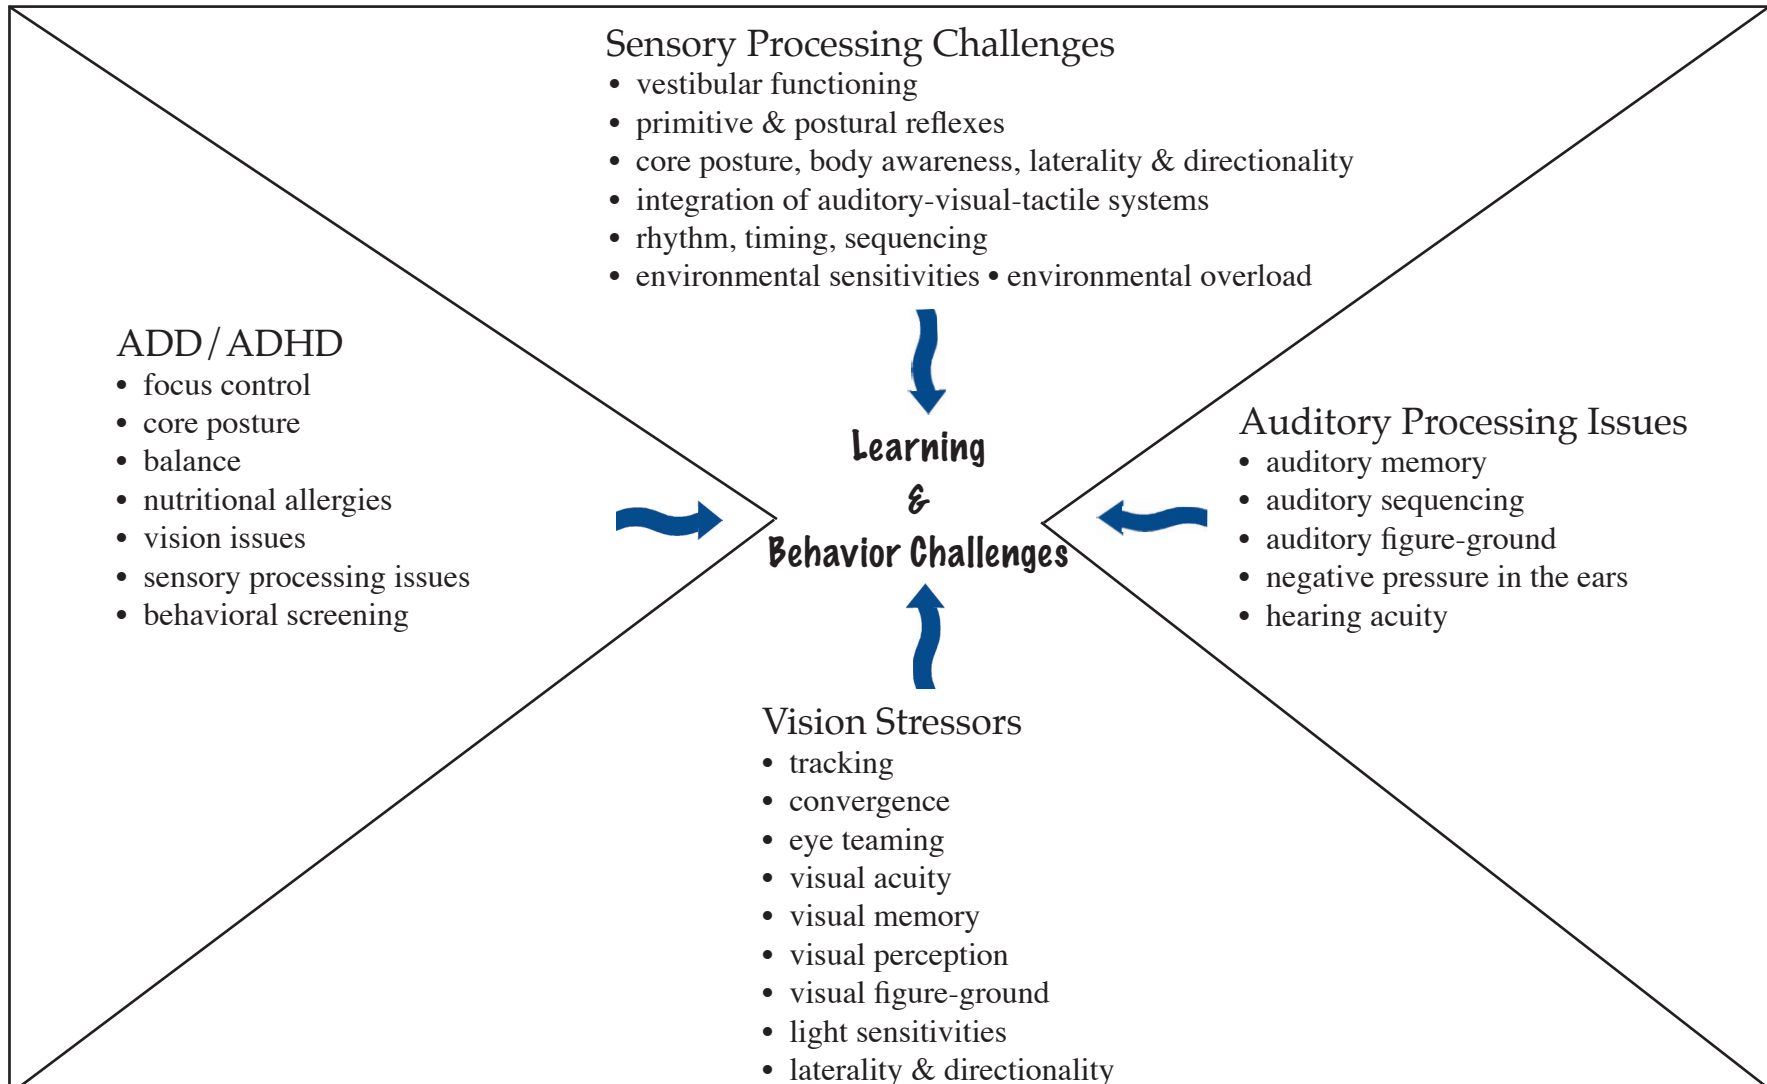 Sensory Processing Challenges
• vestibular functioning
• primitive & postural reflexes
• core posture, body awareness, laterality & directionality
• integration of auditory-visual-tactile systems
• rhythm, timing, sequencing
• environmental sensitivities • environmental overload
ADD/ADHD
• focus control
• core posture
• balance
• nutritional allergies
• vision issues
• sensory processing issues
• behavioral screening
Learning
&
Behavior Challenges
Auditory Processing Issues
• auditory memory
• auditory sequencing
• auditory figure-ground
• negative pressure in the ears
• hearing acuity
Vision Stressors
• tracking
• convergence
• eye teaming
• visual acuity
• visual memory
• visual perception
• visual figure-ground
• light sensitivities
• laterality & directionality